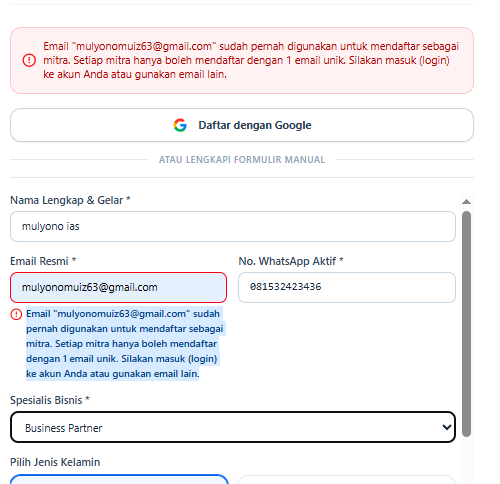 Email "mulyonomuiz63@gmail.com" sudah pernah digunakan untuk mendaftar sebagai
mitra. Setiap mitra hanya boleh mendaftar dengan 1 email unik. Silakan masuk (login)
ke akun Anda atau gunakan email lain.
Daftar dengan Google
ATAU LENGKAPI FORMULIR MANUAL
Nama Lengkap & Gelar *
mulyono ias
Email Resmi *
mulyonomuiz63@gmail.com
Email "mulyonomuiz63@gmail.com" sudah
pernah digunakan untuk mendaftar sebagai
mitra. Setiap mitra hanya boleh mendaftar
dengan 1 email unik. Silakan masuk (login)
ke akun Anda atau gunakan email lain.
No. WhatsApp Aktif *
081532423436
Spesialis Bisnis *
Business Partner
Pilih Jenis Kelamin